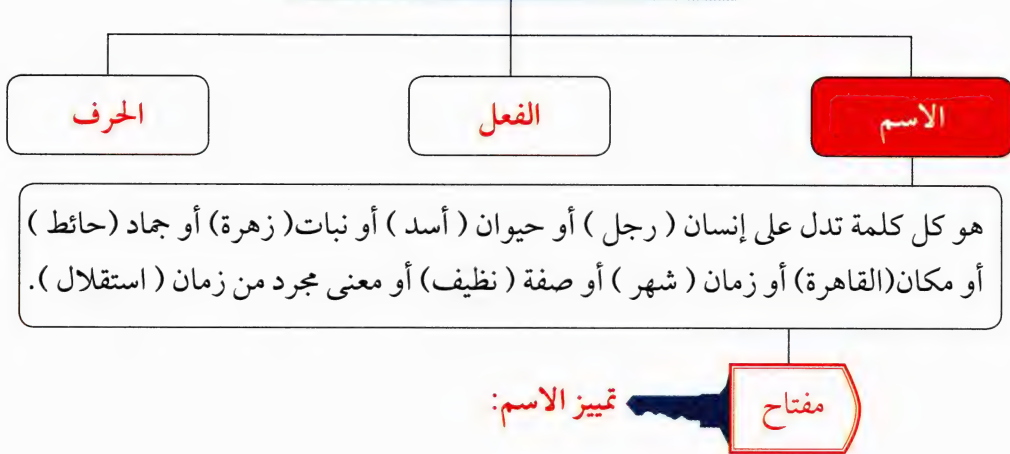 الاسم
الفعل
الحرف
هو كل كلمة تدل على إنسان ( رجل ) أو حيوان ( أسد ) أو نبات( زهرة) أو جماد (حائط )
أو مكان(القاهرة) أو زمان ( شهر ) أو صفة ( نظيف) أو معنى مجرد من زمان ( استقلال ).
مفتاح
تمييز الاسم: